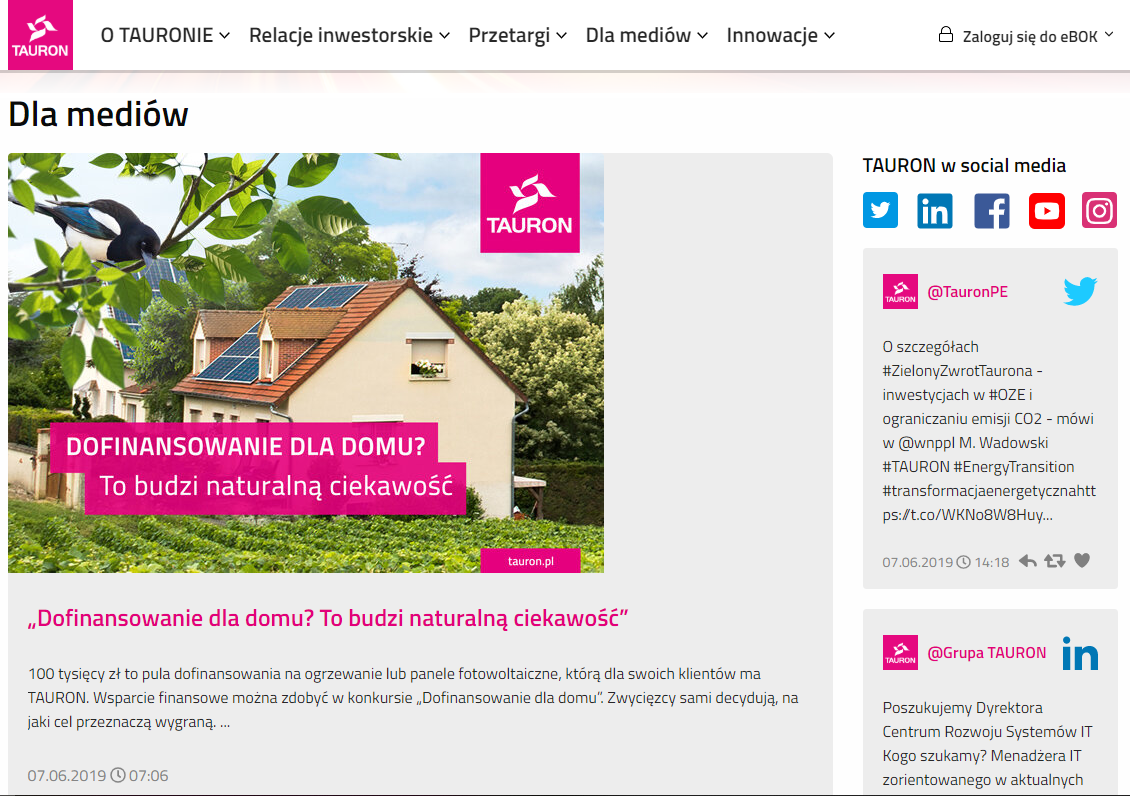 TAURON
O TAURONIE
Relacje inwestorskie
Przetargi
Dla mediów
Innowacje
Zaloguj się do eBOK
Dla mediów
TAURON
DOFINANSOWANIE DLA DOMU?
To budzi naturalną ciekawość
tauron.pl
„Dofinansowanie dla domu? To budzi naturalną ciekawość”
100 tysięcy zł to pula dofinansowania na ogrzewanie lub panele fotowoltaiczne, którą dla swoich klientów ma
TAURON. Wsparcie finansowe można zdobyć w konkursie „Dofinansowanie dla domu”. Zwycięzcy sami decydują, na
jaki cel przeznaczą wygraną. ...
07.06.2019 07:06
TAURON w social media
in
TAURON
@TauronPE
O szczegółach
#ZielonyZwrotTaurona -
inwestycjach w #OZE i
ograniczaniu emisji CO2 - mówi
w @wnppl M. Wadowski
#TAURON #EnergyTransition
#transformacjaenergetycznahtt
ps://t.co/WKNo8W8Huy...
07.06.2019 14:18
TAURON
@Grupa TAURON
in
Poszukujemy Dyrektora
Centrum Rozwoju Systemów IT
Kogo szukamy? Menadżera IT
zorientowanego w aktualnych